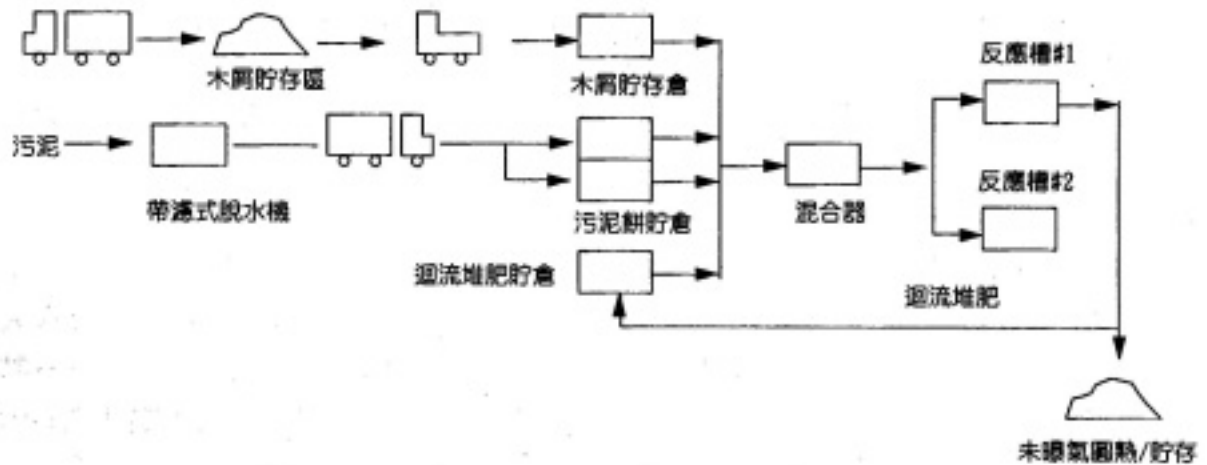 反應槽#1
木屑貯存區
木屑貯存倉
污泥
反應槽#2
帶濾式脫水機
污泥餅貯倉
混合器
迴流堆肥貯倉
迴流堆肥
未曝氣圓熟/貯存